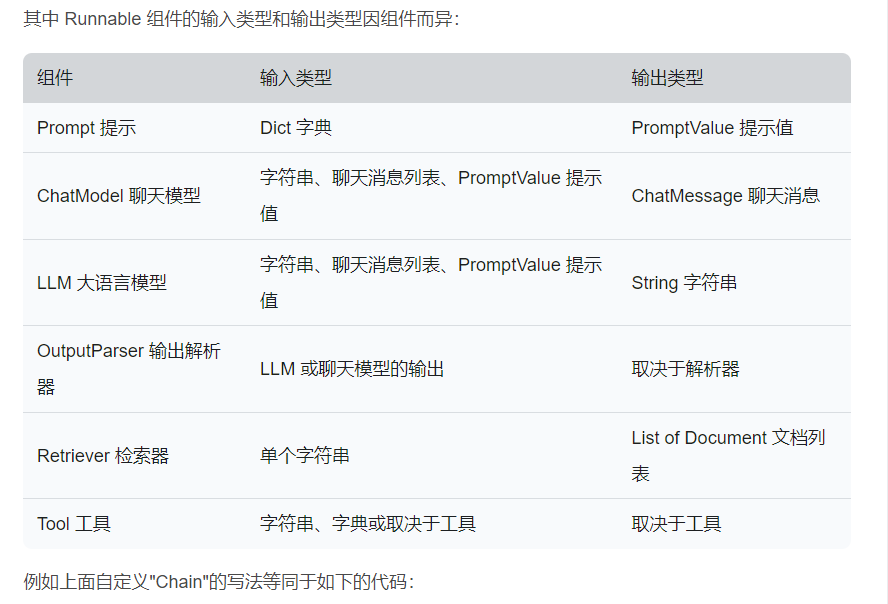 其中 Runnable 组件的输入类型和输出类型因组件而异：
组件 输入类型 输出类型
Prompt 提示 Dict 字典 PromptValue 提示值
ChatModel 聊天模型 字符串、聊天消息列表、PromptValue 提示
值 ChatMessage 聊天消息
LLM 大语言模型 字符串、聊天消息列表、PromptValue 提示
值 String 字符串
OutputParser 输出解析
器 LLM 或聊天模型的输出 取决于解析器
Retriever 检索器 单个字符串 List of Document 文档列
表
Tool 工具 字符串、字典或取决于工具 取决于工具
例如上面自定义"Chain"的写法等同于如下的代码：